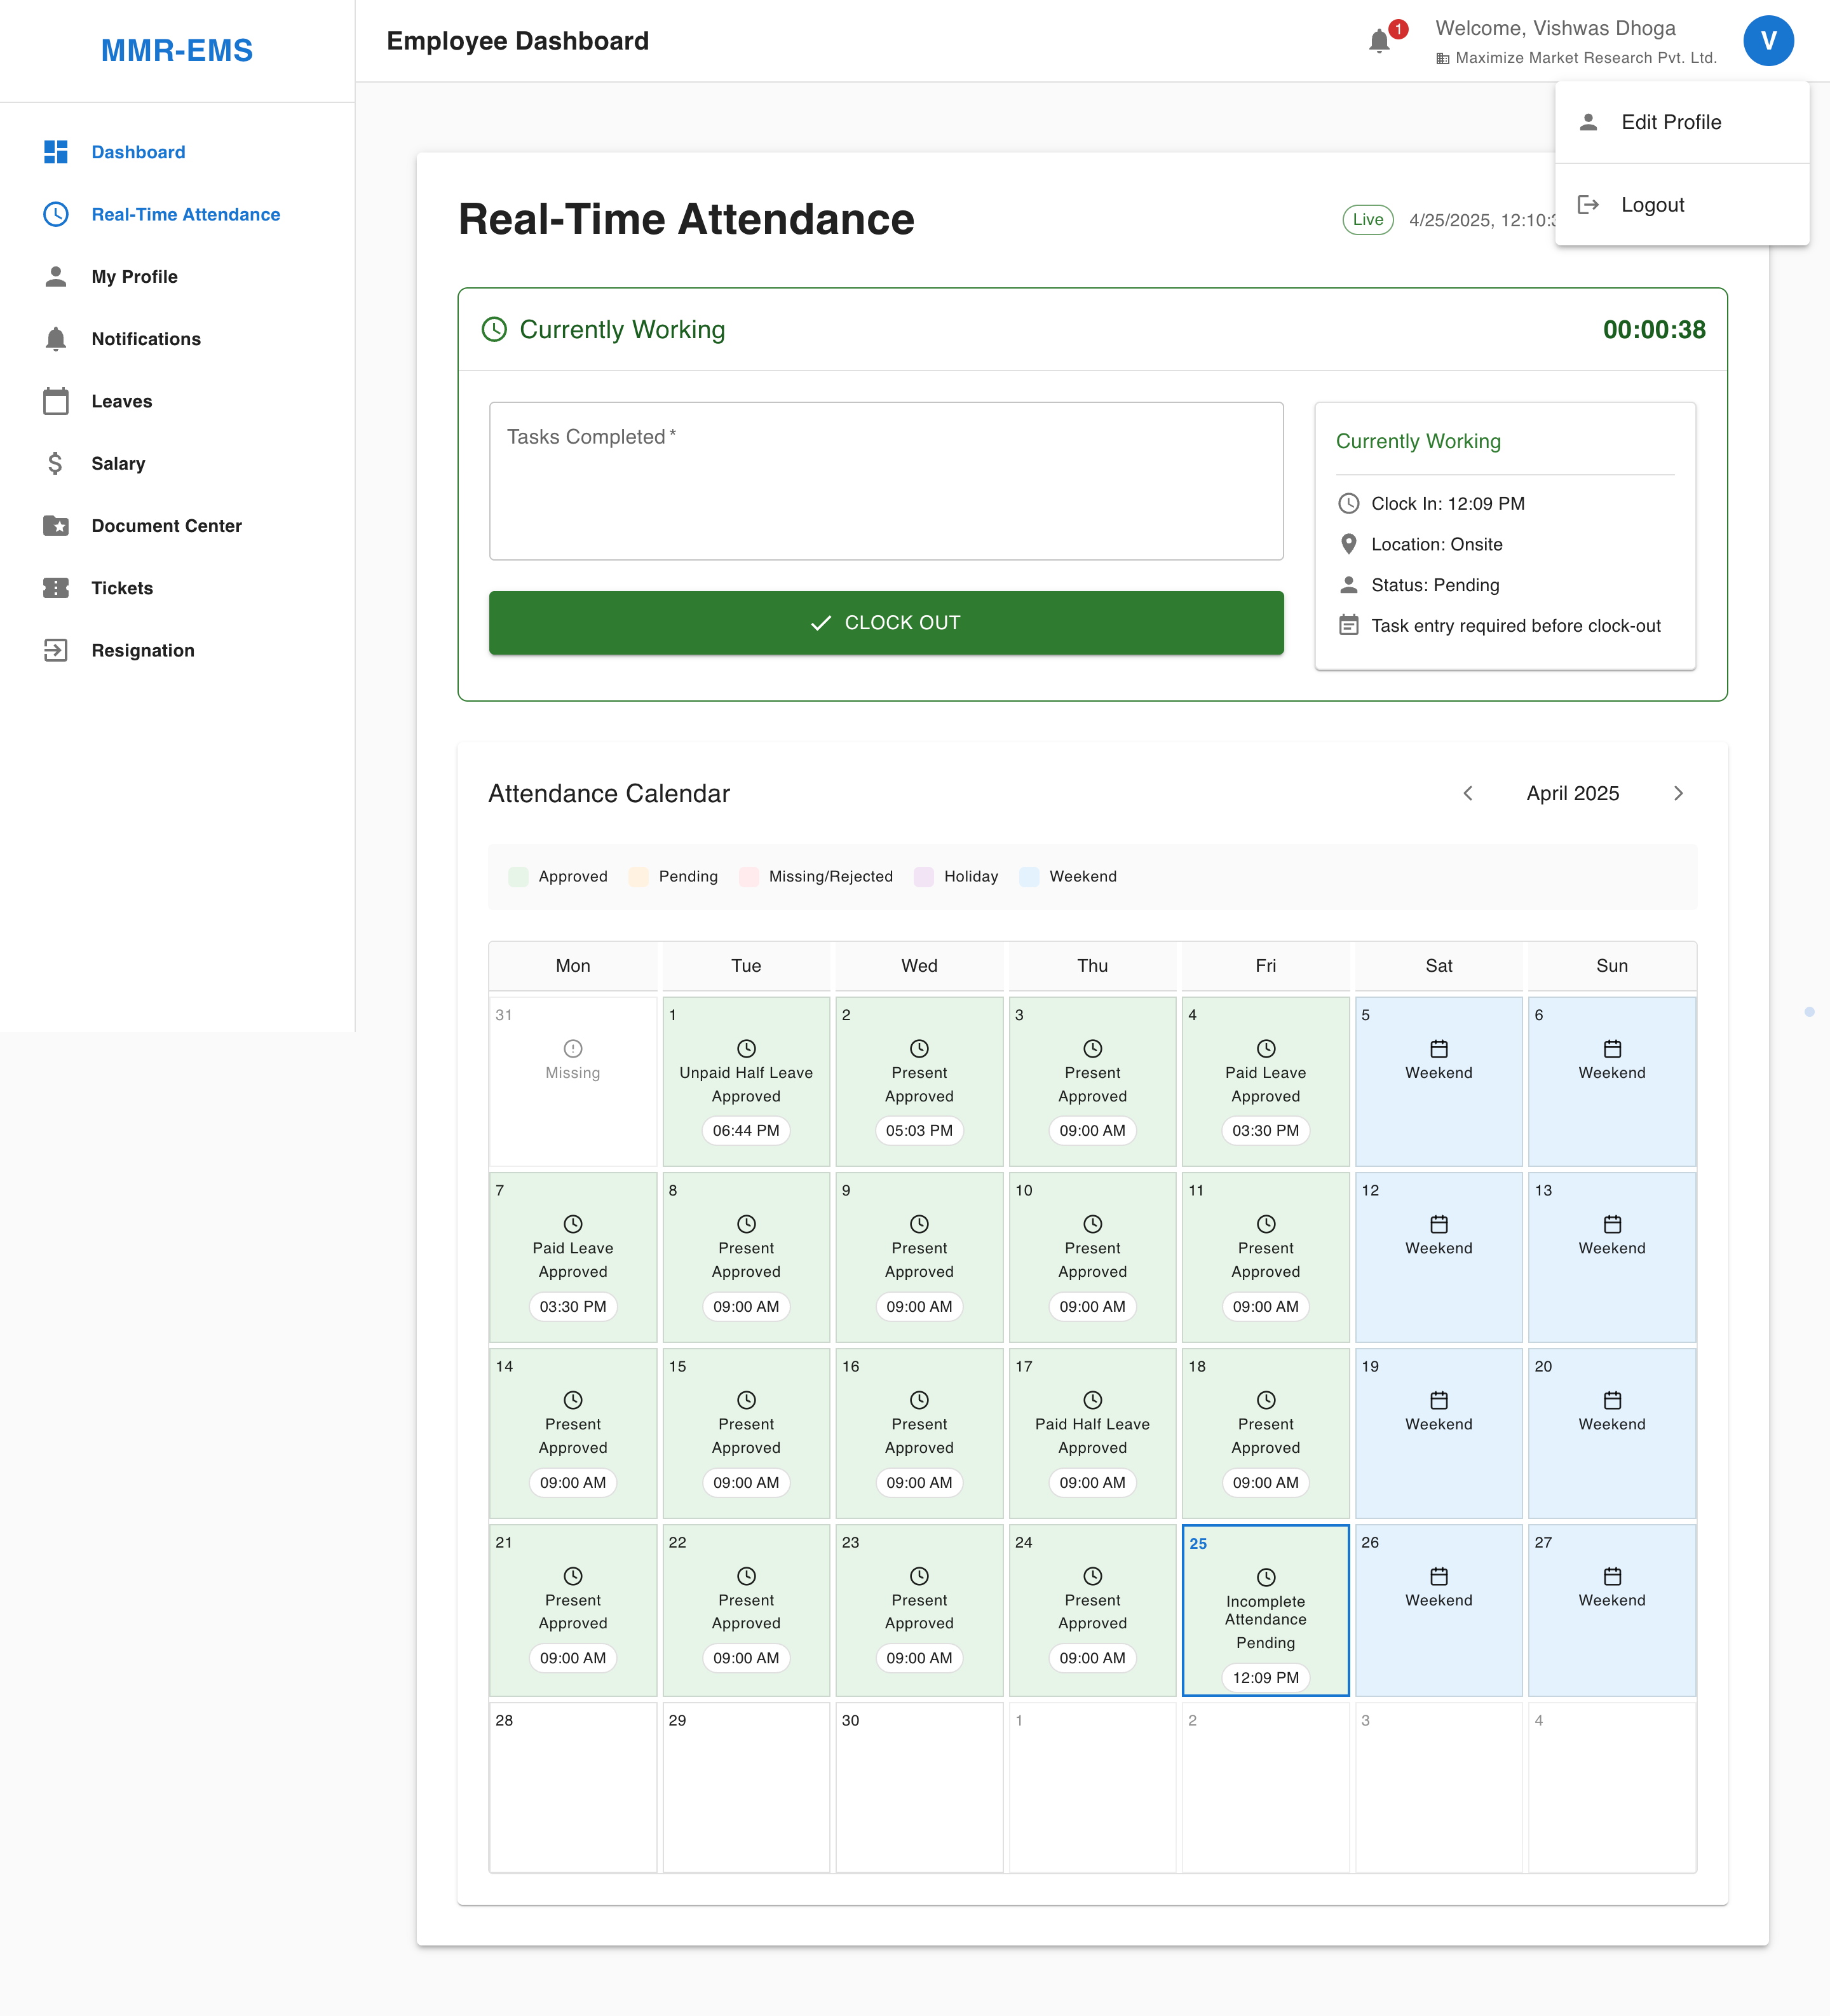 MMR-EMS
Dashboard
Real-Time Attendance
My Profile
Notifications
Leaves
Salary
Document Center
Tickets
Resignation
Employee Dashboard
1
Welcome, Vishwas Dhoga
Maximize Market Research Pvt. Ltd.
V
Edit Profile
Logout
Real-Time Attendance
Live
4/25/2025,
Currently Working
00:00:38
Tasks Completed *
CLOCK OUT
Currently Working
Clock In: 12:09 PM
Location: Onsite
Status: Pending
Task entry required before clock-out
Attendance Calendar
April 2025
Approved Pending Missing/Rejected Holiday Weekend
Mon Tue Wed Thu Fri Sat Sun
31
Missing
1
Unpaid Half Leave
Approved
06:44 PM
2
Present
Approved
05:03 PM
3
Present
Approved
09:00 AM
4
Paid Leave
Approved
03:30 PM
5
Weekend
6
Weekend
7
Paid Leave
Approved
03:30 PM
8
Present
Approved
09:00 AM
9
Present
Approved
09:00 AM
10
Present
Approved
09:00 AM
11
Present
Approved
09:00 AM
12
Weekend
13
Weekend
14
Present
Approved
09:00 AM
15
Present
Approved
09:00 AM
16
Present
Approved
09:00 AM
17
Paid Half Leave
Approved
09:00 AM
18
Present
Approved
09:00 AM
19
Weekend
20
Weekend
21
Present
Approved
09:00 AM
22
Present
Approved
09:00 AM
23
Present
Approved
09:00 AM
24
Present
Approved
09:00 AM
25
Incomplete
Attendance
Pending
12:09 PM
26
Weekend
27
Weekend
28
29
30
1
2
3
4